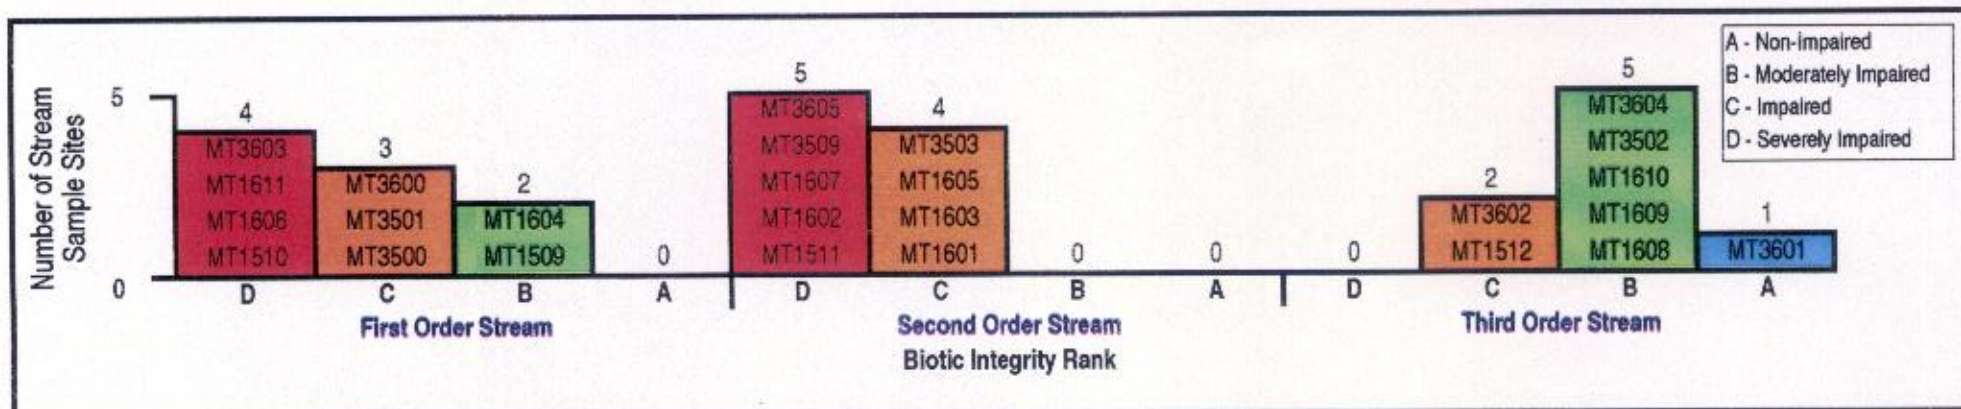 A - Non-impaired
B - Moderately Impaired
C - Impaired
D - Severely Impaired
Number of Stream
Sample Sites
5
0
4
MT3603
MT1611
MT1606
MT1510
3
MT3600
MT3501
MT3500
2
MT1604
MT1509
0
5
MT3605
MT3509
MT1607
MT1602
MT1511
4
MT3503
MT1605
MT1603
MT1601
0
0
0
2
MT3602
MT1512
5
MT3604
MT3502
MT1610
MT1609
MT1608
1
MT3601
D C B A D C B A D C B A
First Order Stream Second Order Stream Third Order Stream
Biotic Integrity Rank